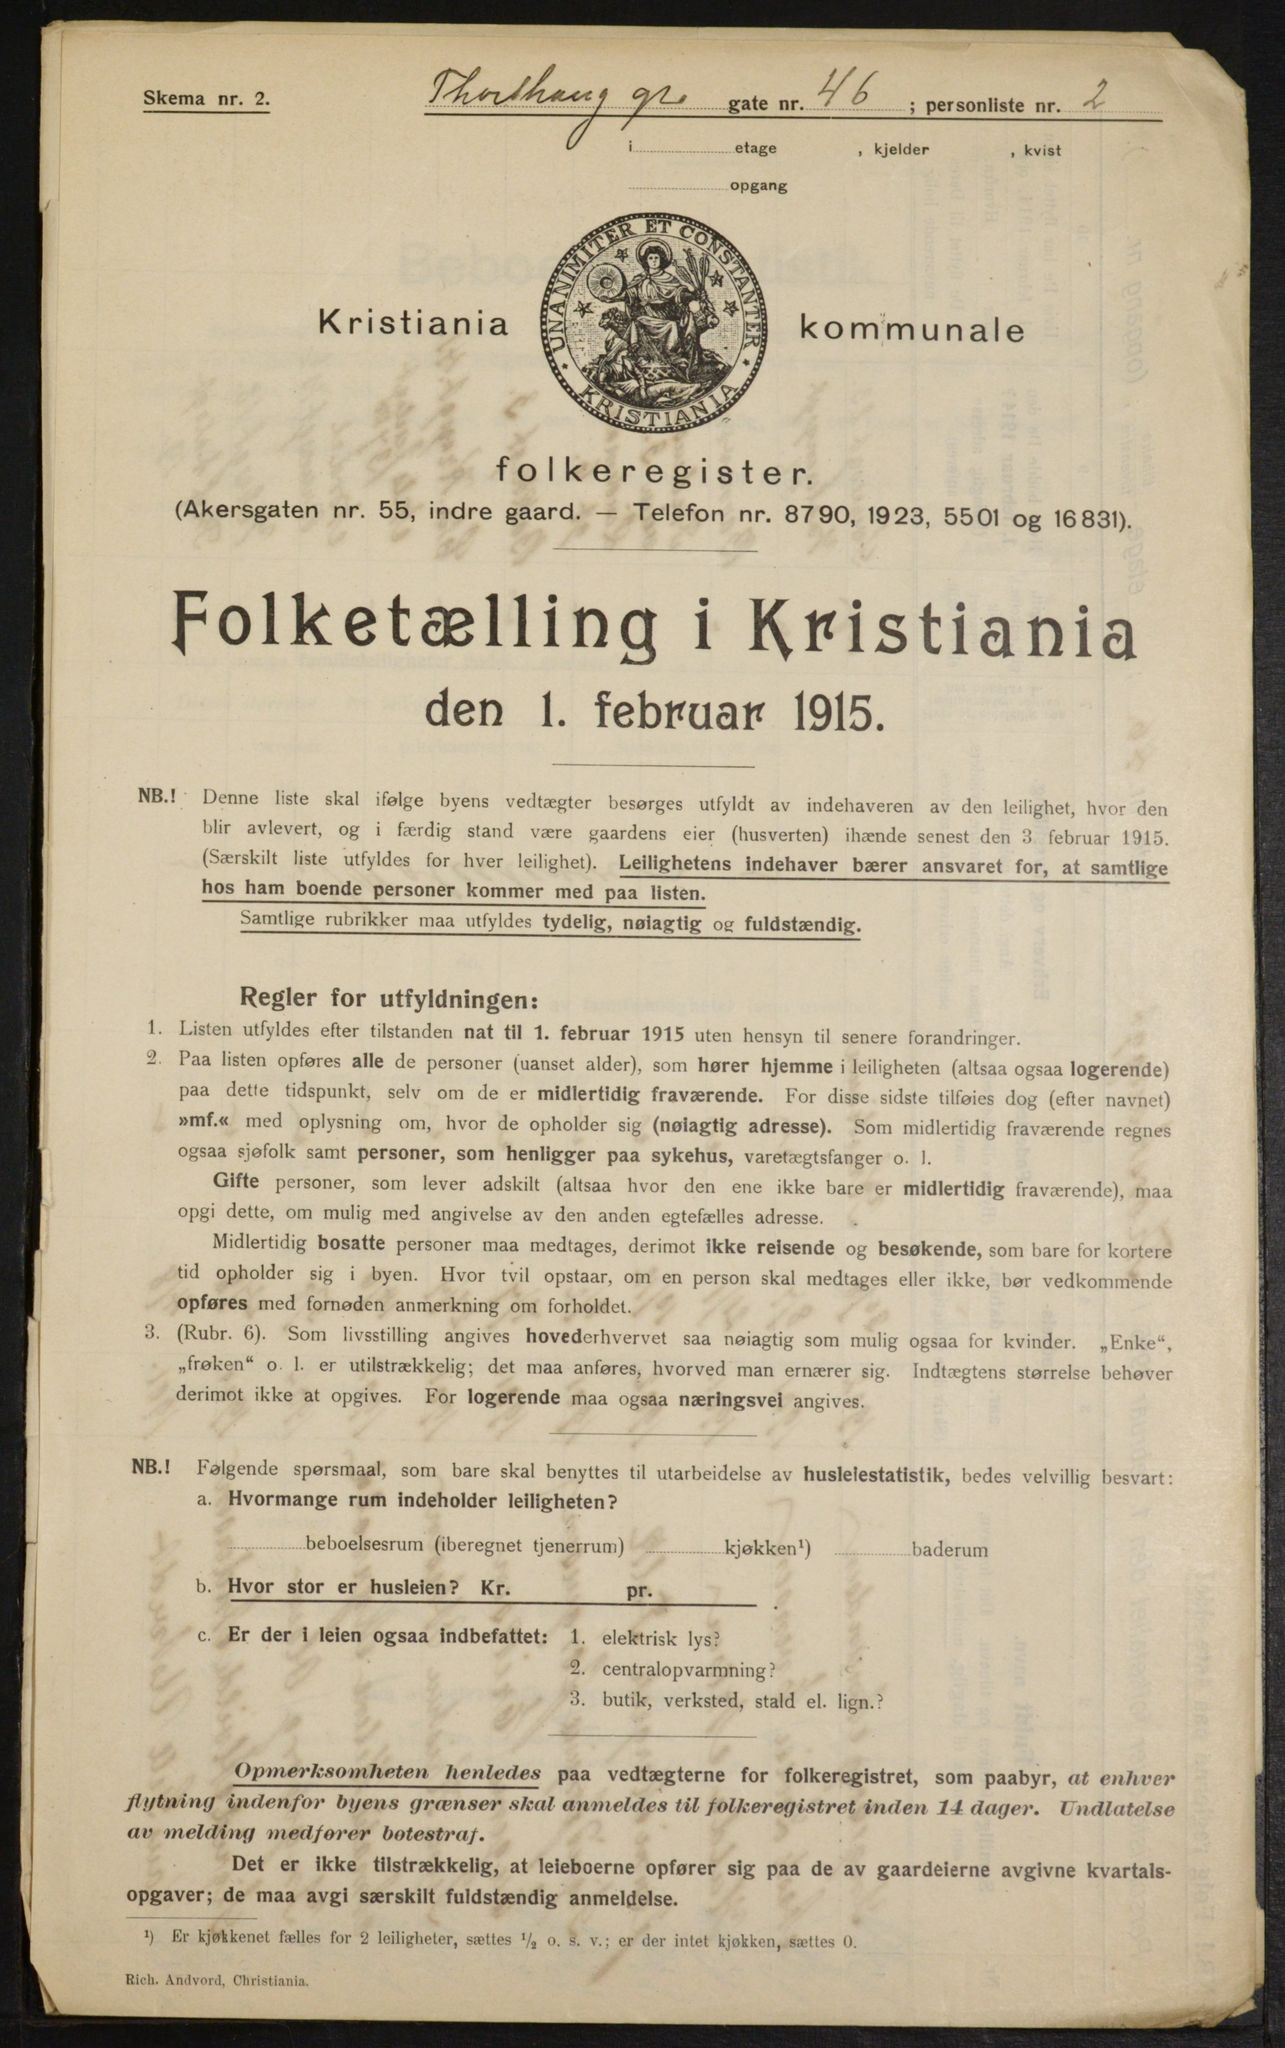 Skema nr. 2.
gate nr. 46 ; personliste nr. 2
i etage , kjelder , kvist
opgang
UNANIMITER ET CONSTANTER
KRISTIANIA
Kristiania kommunale
folkeregister.
(Akersgaten nr. 55, indre gaard. — Telefon nr. 8790, 1923, 5501 og 16831).
Folketælling i Kristiania
den 1. februar 1915.
NB.! Denne liste skal ifølge byens vedtægter besørges utfyldt av indehaveren av den leilighet, hvor den
blir avlevert, og i færdig stand være gaardens eier (husverten) ihænde senest den 3 februar 1915.
(Særskilt liste utfyldes for hver leilighet). Leilighetens indehaver bærer ansvaret for, at samtlige
hos ham boende personer kommer med paa listen.
Samtlige rubrikker maa utfyldes tydelig, nøiagtig og fuldstændig.
Regler for utfyldningen:
1. Listen utfyldes efter tilstanden nat til 1. februar 1915 uten hensyn til senere forandringer.
2. Paa listen opføres alle de personer (uanset alder), som hører hjemme i leiligheten (altsaa ogsaa logerende)
paa dette tidspunkt, selv om de er midlertidig fraværende. For disse sidste tilføies dog (efter navnet)
»mf.« med oplysning om, hvor de opholder sig (nøiagtig adresse). Som midlertidig fraværende regnes
ogsaa sjøfolk samt personer, som henligger paa sykehus, varetægtsfanger o. l.
Gifte personer, som lever adskilt (altsaa hvor den ene ikke bare er midlertidig fraværende), maa
opgi dette, om mulig med angivelse av den anden egtefælles adresse.
Midlertidig bosatte personer maa medtages, derimot ikke reisende og besøkende, som bare for kortere
tid opholder sig i byen. Hvor tvil opstaar, om en person skal medtages eller ikke, bør vedkommende
opføres med fornøden anmerkning om forholdet.
3. (Rubr. 6). Som livsstilling angives hovederhvervet saa nøiagtig som mulig ogsaa for kvinder. „Enke“,
„frøken“ o. l. er utilstrækkelig; det maa anføres, hvorved man ernærer sig. Indtægtens størrelse behøver
derimot ikke at opgives. For logerende maa ogsaa næringsvei angives.
NB.! Følgende spørsmaal, som bare skal benyttes til utarbeidelse av husleiestatistik, bedes velvillig besvart:
a. Hvormange rum indeholder leiligheten?
beboelsesrum (iberegnet tjenerrum) kjøkken¹) baderum
b. Hvor stor er husleien? Kr. pr.
c. Er der i leien ogsaa indbefattet: 1. elektrisk lys?
2. centralopvarmning?
3. butik, verksted, stald el. lign.?
Opmerksomheten henledes paa vedtægterne for folkeregistret, som paabyr, at enhver
flytning indenfor byens grænser skal anmeldes til folkeregistret inden 14 dager. Undlatelse
av melding medfører botestraf.
Det er ikke tilstrækkelig, at leieboerne opfører sig paa de av gaardeierne avgivne kvartals-
opgaver; de maa avgi særskilt fuldstændig anmeldelse.
¹) Er kjøkkenet fælles for 2 leiligheter, sættes ½ o. s. v.; er der intet kjøkken, sættes 0.
Rich. Andvord, Christiania.